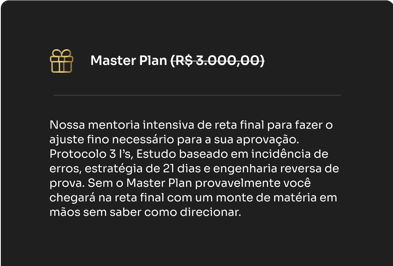 Master Plan (R$ 3.000,00)
Nossa mentoria intensiva de reta final para fazer o
ajuste fino necessário para a sua aprovação.
Protocolo 3 I's, Estudo baseado em incidência de
erros, estratégia de 21 dias e engenharia reversa de
prova. Sem o Master Plan provavelmente você
chegará na reta final com um monte de matéria em
mãos sem saber como direcionar.